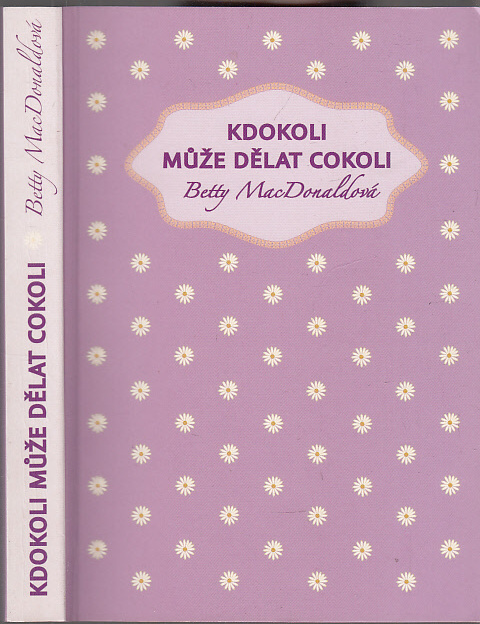 KDOKOLI MŮŽE DĚLAT COKOLI Betty MacDonaldová
KDOKOLI
MŮŽE DĚLAT COKOLI
Betty MacDonaldová